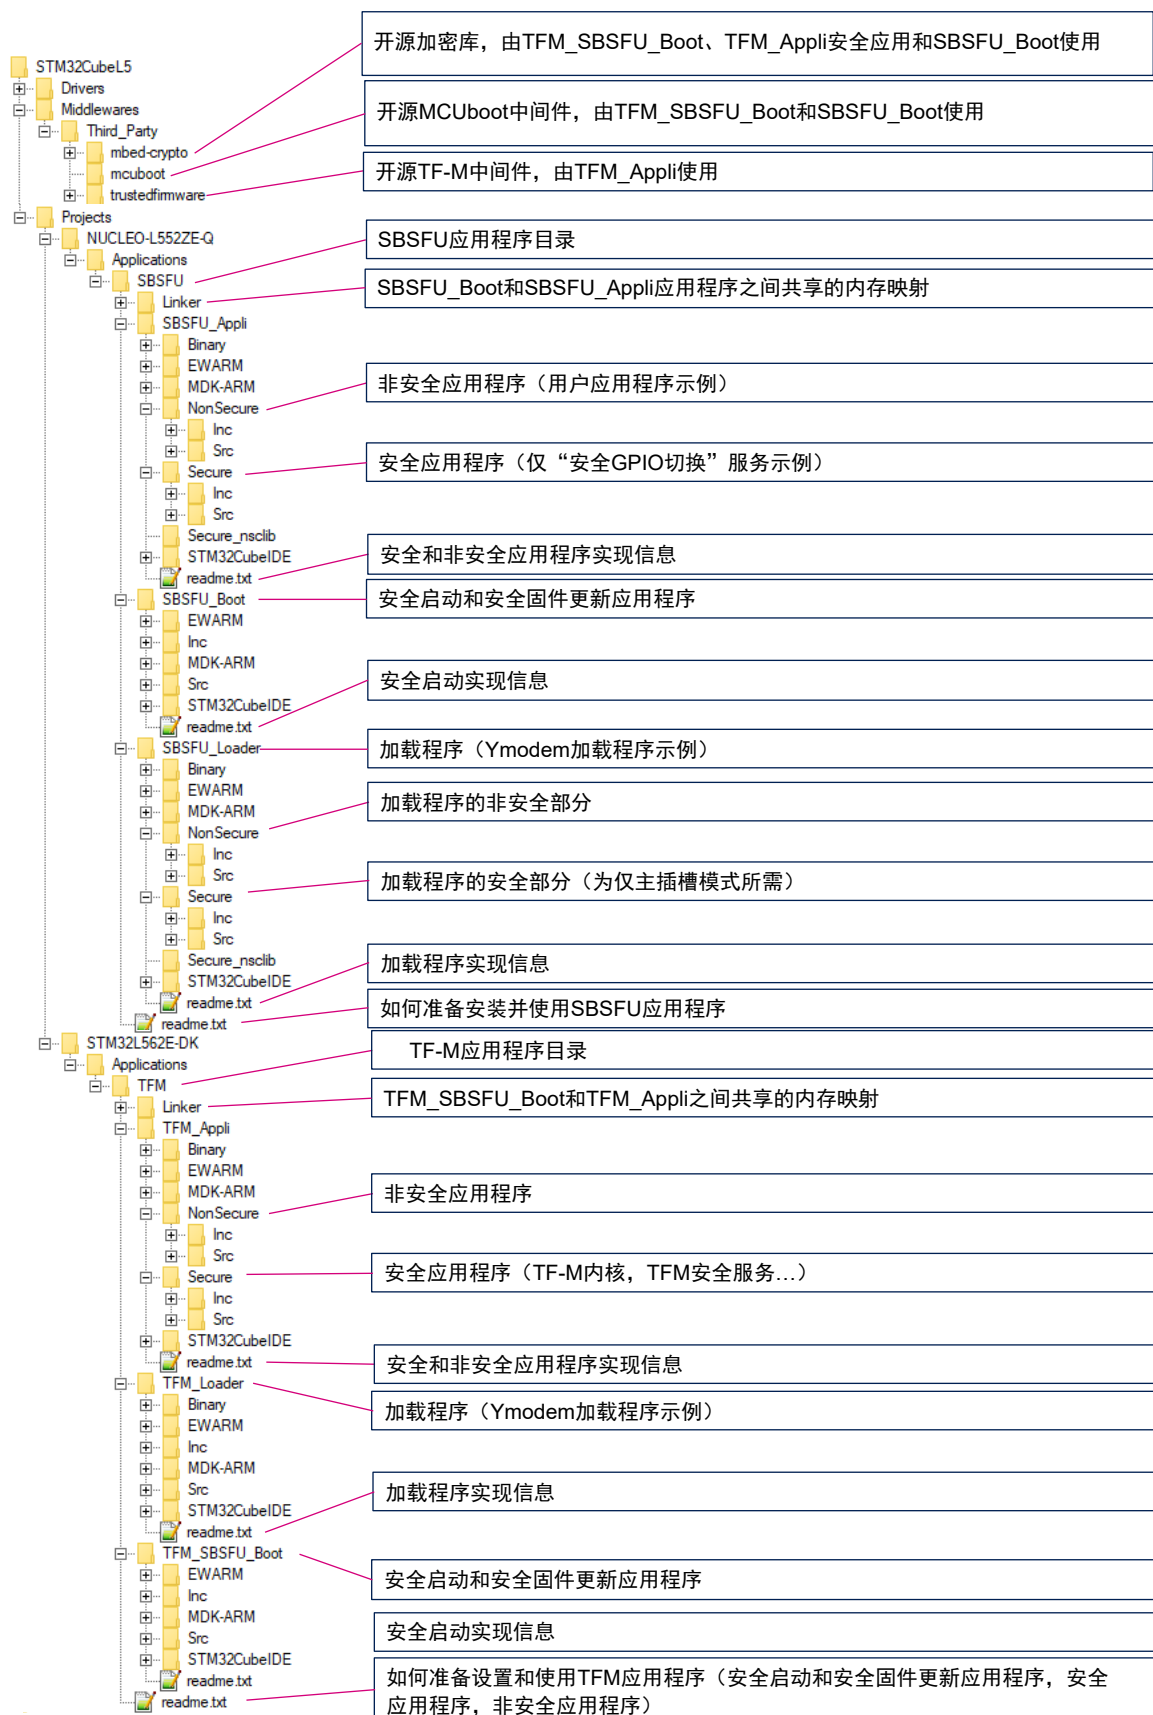 开源加密库，由TFM_SBSFU_Boot、TFM_Appli安全应用和SBSFU_Boot使用
STM32CubeL5
Drivers
Middlewares
开源MCUboot中间件，由TFM_SBSFU_Boot和SBSFU_Boot使用
Third_Party
mbed-crypto
mcuboot
开源TF-M中间件，由TFM_Appli使用
trustedfirmware
Projects
NUCLEO-L552ZE-Q
SBSFU应用程序目录
Applications
SBSFU
SBSFU_Boot和SBSFU_Appli应用程序之间共享的内存映射
Linker
SBSFU_Appli
Binary
EWARM
MDK-ARM
非安全应用程序（用户应用程序示例）
NonSecure
Inc
Src
安全应用程序（仅“安全GPIO切换”服务示例）
Secure
Inc
Src
Secure_nsclib
STM32CubeIDE
安全和非安全应用程序实现信息
readme.txt
SBSFU_Boot
安全启动和安全固件更新应用程序
EWARM
Inc
MDK-ARM
Src
安全启动实现信息
STM32CubeIDE
readme.txt
SBSFU_Loader
加载程序（Ymodem加载程序示例）
Binary
EWARM
MDK-ARM
加载程序的非安全部分
NonSecure
Inc
Src
加载程序的安全部分（为仅主插槽模式所需）
Secure
Inc
Src
Secure_nsclib
加载程序实现信息
STM32CubeIDE
readme.txt
如何准备安装并使用SBSFU应用程序
readme.txt
STM32L562E-DK
TF-M应用程序目录
Applications
TFM
TFM_SBSFU_Boot和TFM_Appli之间共享的内存映射
Linker
TFM_Appli
Binary
EWARM
MDK-ARM
非安全应用程序
NonSecure
Inc
Src
安全应用程序（TF-M内核，TFM安全服务…）
Secure
Inc
Src
STM32CubeIDE
安全和非安全应用程序实现信息
readme.txt
TFM_Loader
加载程序（Ymodem加载程序示例）
Binary
EWARM
Inc
MDK-ARM
Src
加载程序实现信息
STM32CubeIDE
readme.txt
TFM_SBSFU_Boot
安全启动和安全固件更新应用程序
EWARM
Inc
MDK-ARM
安全启动实现信息
Src
STM32CubeIDE
readme.txt
如何准备设置和使用TFM应用程序（安全启动和安全固件更新应用程序，安全
应用程序，非安全应用程序）
readme.txt